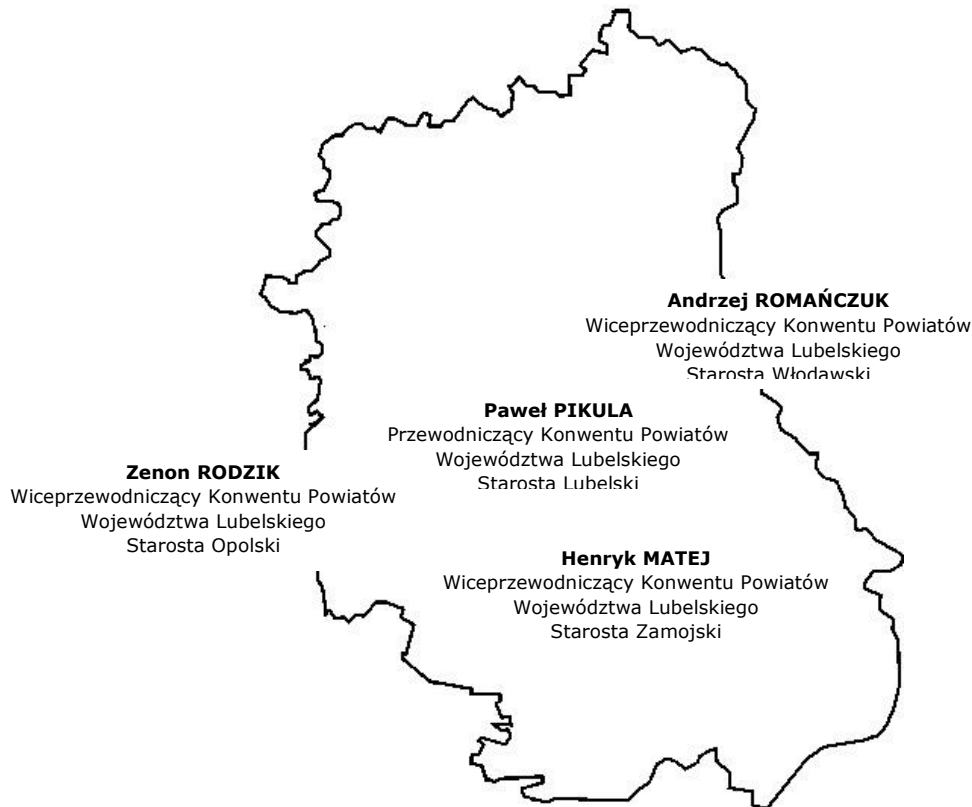 Andrzej ROMAŃCZUK
Wiceprzewodniczący Konwentu Powiatów
Województwa Lubelskiego
Starosta Włodawski
Paweł PIKULA
Przewodniczący Konwentu Powiatów
Województwa Lubelskiego
Starosta Lubelski
Zenon RODZIK
Wiceprzewodniczący Konwentu Powiatów
Województwa Lubelskiego
Starosta Opolski
Henryk MATEJ
Wiceprzewodniczący Konwentu Powiatów
Województwa Lubelskiego
Starosta Zamojski